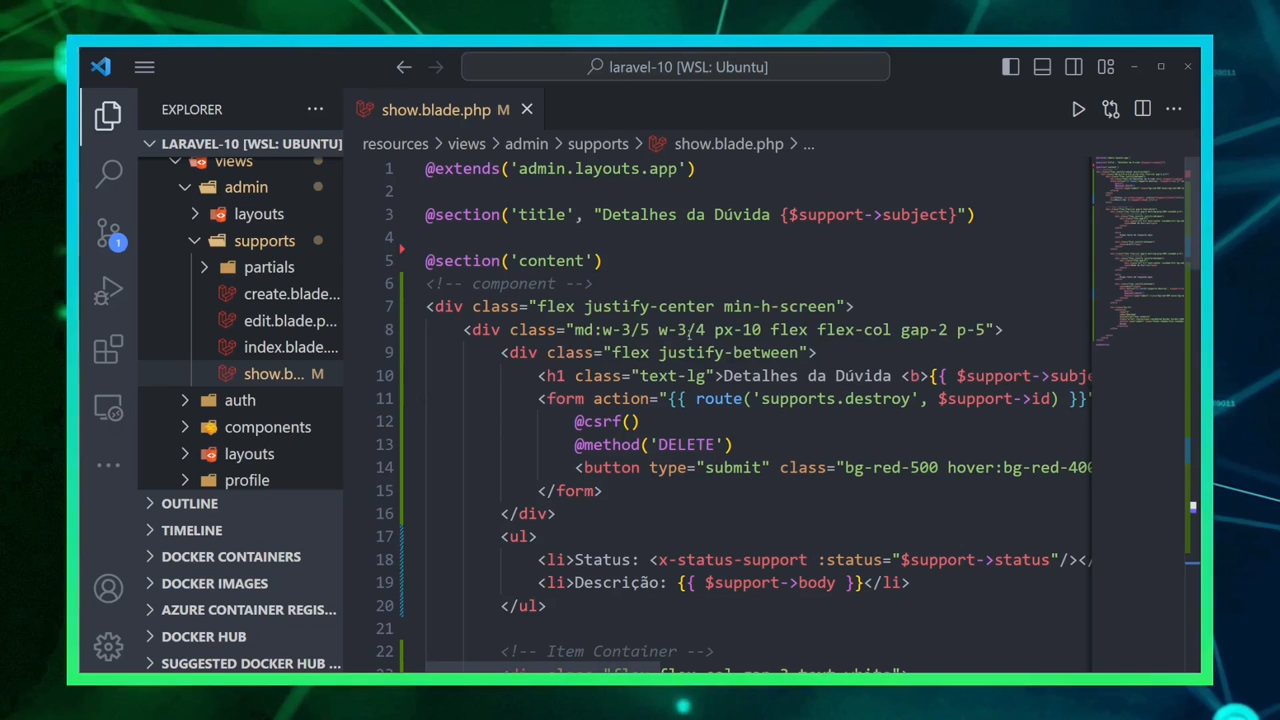 laravel-10 [WSL: Ubuntu]
EXPLORER
LARAVEL-10 [WSL: UBUNTU]
views
admin
layouts
supports
partials
create.blade...
edit.blade.p...
index.blade....
show.b... M
auth
components
layouts
profile
OUTLINE
TIMELINE
DOCKER CONTAINERS
DOCKER IMAGES
AZURE CONTAINER REGIS...
DOCKER HUB
SUGGESTED DOCKER HUB ...
1
show.blade.php M
resources > views > admin > supports > show.blade.php > ...
1 @extends('admin.layouts.app')
2
3 @section('title', "Detalhes da Dúvida {$support->subject}")
4
5 @section('content')
6 !-- component -->
7 div class="flex justify-center min-h-screen">
8 <div class="md:w-3/5 w-3/4 px-10 flex flex-col gap-2 p-5">
9 <div class="flex justify-between">
10 <h1 class="text-lg">Detalhes da Dúvida <b>{{ $support->subje
11 <form action="{{ route('supports.destroy', $support->id) }}"
12 @csrf()
13 @method('DELETE')
14 <button type="submit" class="bg-red-500 hover:bg-red-400
15 </form>
16 </div>
17 <ul>
18 <li>Status: <x-status-support :status="$support->status"/></
19 <li>Descrição: {{ $support->body }}</li>
20 </ul>
21
22 <!-- Item Container -->